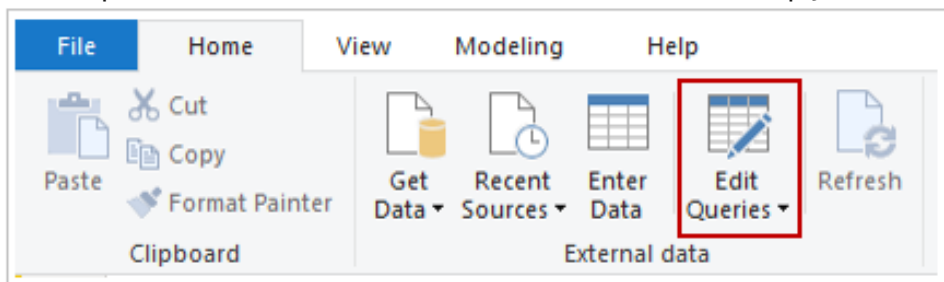 File Home View Modeling Help
Cut
Copy
Format Painter
Paste
Get Data
Recent Sources
Enter Data
Edit Queries
Refresh
Clipboard
External data